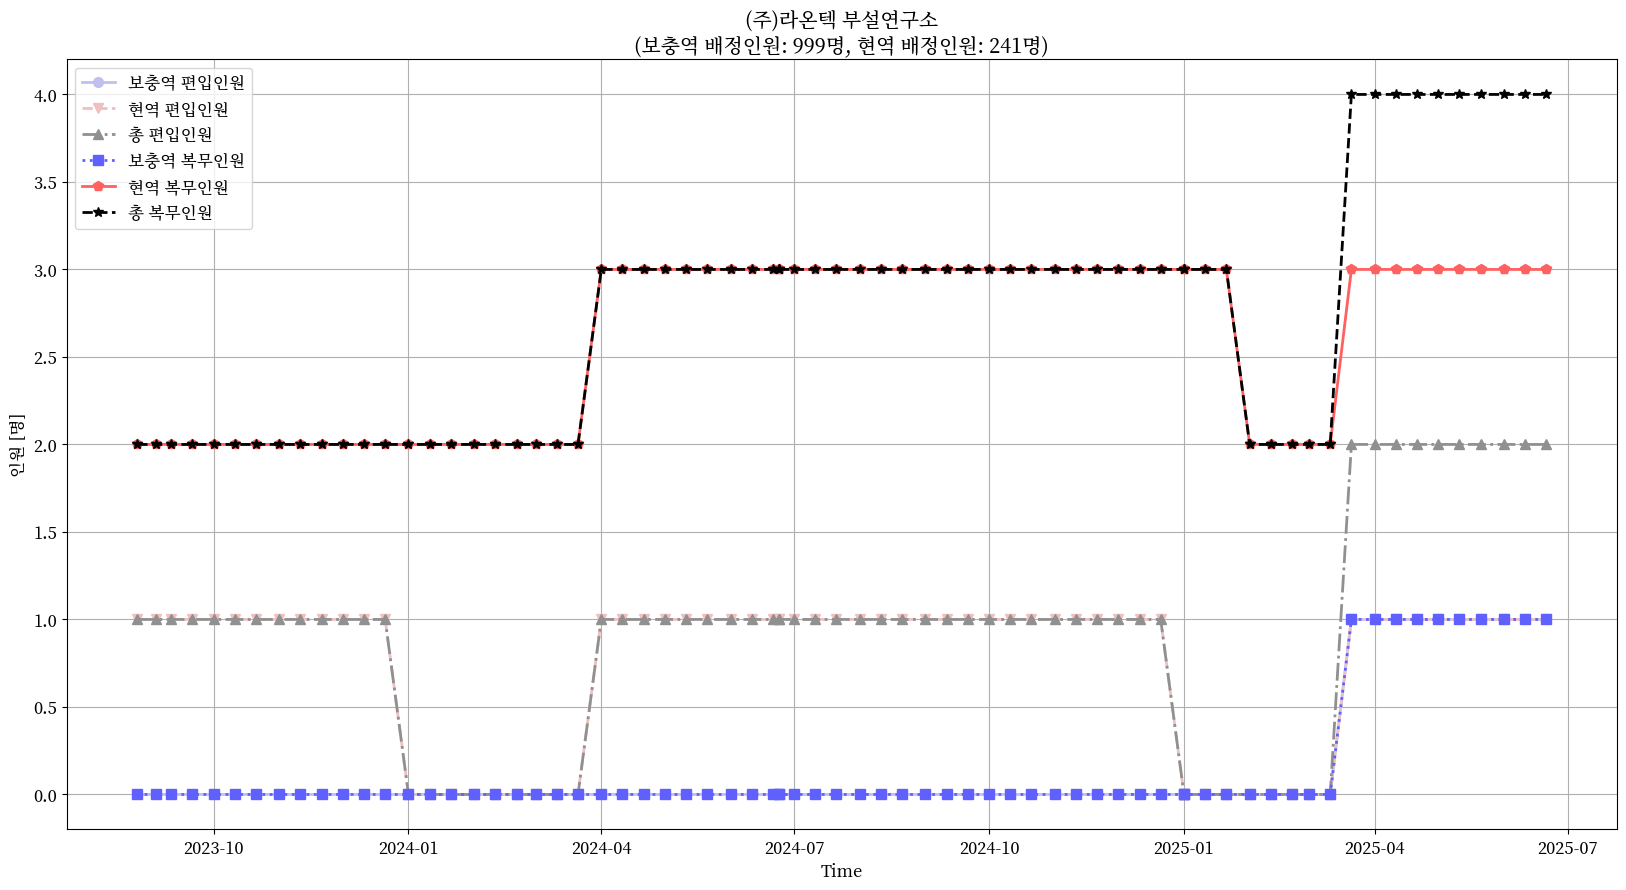 (주)라온텍 부설연구소
(보충역 배정인원: 999명, 현역 배정인원: 241명)
보충역 편입인원
현역 편입인원
총 편입인원
보충역 복무인원
현역 복무인원
총 복무인원
인원 [명]
4.0
3.5
3.0
2.5
2.0
1.5
1.0
0.5
0.0
2023-10
2024-01
2024-04
2024-07
2024-10
2025-01
2025-04
2025-07
Time